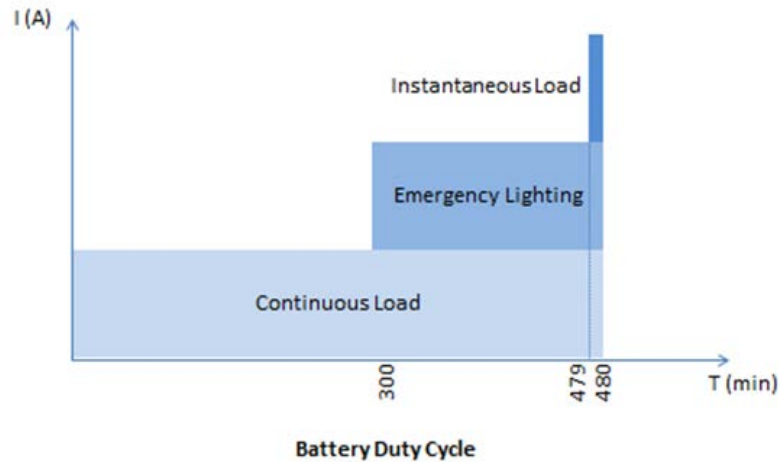 I (A)
Instantaneous Load
Emergency Lighting
Continuous Load
300
479
480
T (min)
Battery Duty Cycle